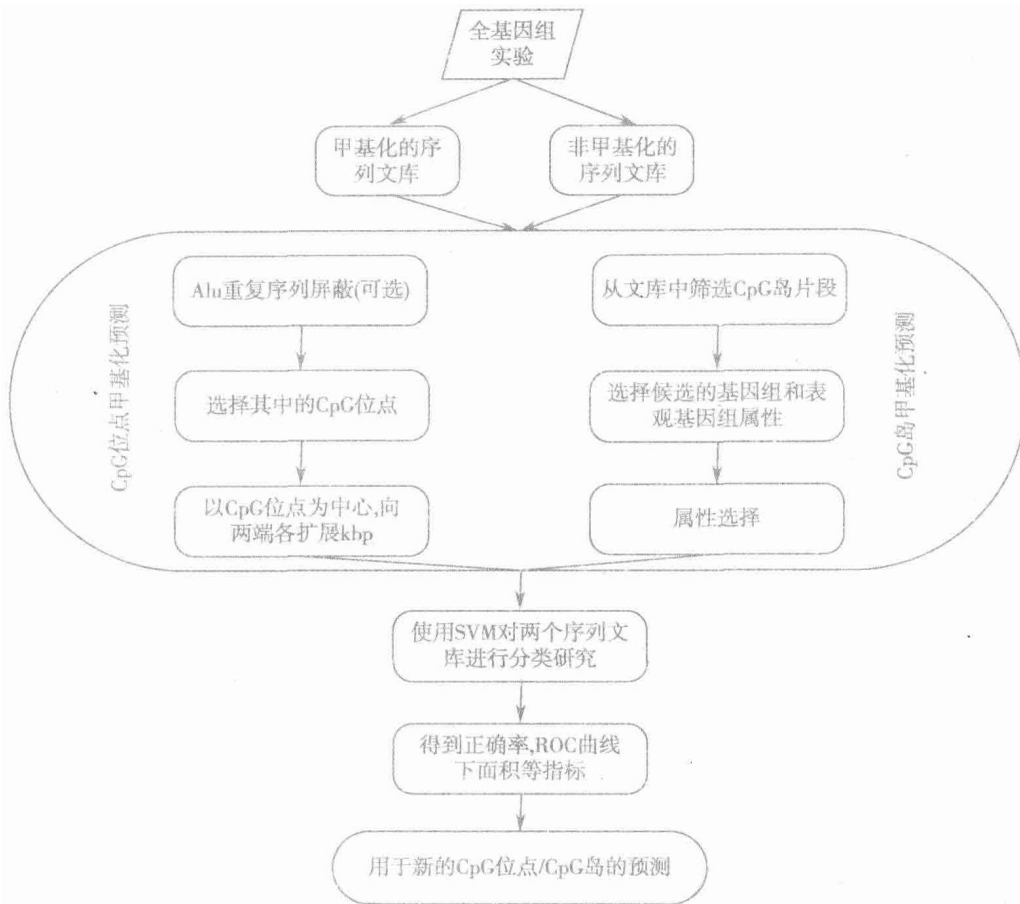 全基因组
实验
甲基化的序
列文库
非甲基化的
序列文库
CpG位点甲基化预测
Alu重复序列屏蔽(可选)
选择其中的CpG位点
以CpG位点为中心,向
两端各扩展kbp
从文库中筛选CpG岛片段
选择候选的基因组和表
观基因组属性
属性选择
CpG岛甲基化预测
使用SVM对两个序列文
库进行分类研究
得到正确率,ROC曲线
下面积等指标
用于新的CpG位点/CpG岛的预测